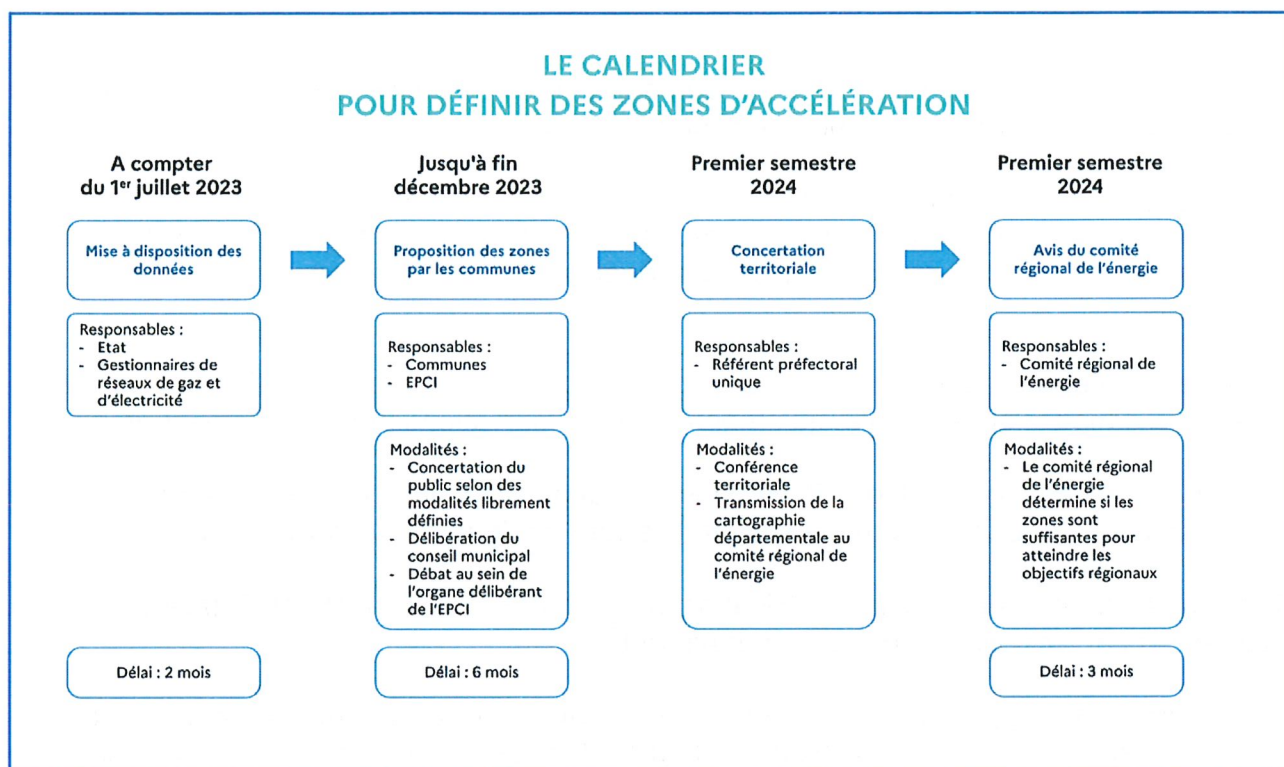 LE CALENDRIER
POUR DÉFINIR DES ZONES D'ACCÉLÉRATION
A compter
du 1er juillet 2023
Mise à disposition des
données
Responsables :
- Etat
- Gestionnaires de
réseaux de gaz et
d'électricité
Délai : 2 mois
Jusqu'à fin
décembre 2023
Proposition des zones
par les communes
Responsables :
- Communes
- EPCI
Modalités :
- Concertation du
public selon des
modalités librement
définies
- Délibération du
conseil municipal
- Débat au sein de
l'organe délibérant
de l'EPCI
Délai : 6 mois
Premier semestre
2024
Concertation
territoriale
Responsables :
- Référent préfectoral
unique
Modalités :
- Conférence
territoriale
- Transmission de la
cartographie
départementale au
comité régional de
l'énergie
Premier semestre
2024
Avis du comité
régional de l'énergie
Responsables :
- Comité régional de
l'énergie
Modalités :
- Le comité régional
de l'énergie
détermine si les
zones sont
suffisantes pour
atteindre les
objectifs régionaux
Délai : 3 mois